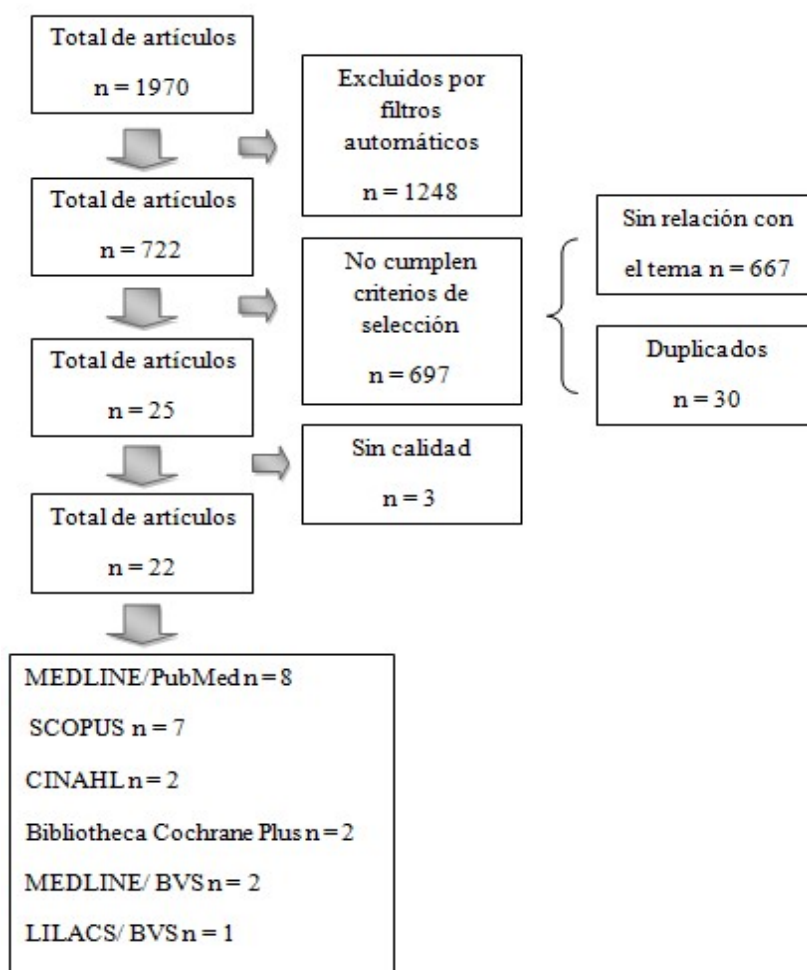 Total de artículos
n = 1970
Excluidos por
filtros
automáticos
n = 1248
Total de artículos
n = 722
No cumplen
criterios de
selección
n = 697
Sin relación con
el tema n = 667
Duplicados
n = 30
Total de artículos
n = 25
Sin calidad
n = 3
Total de artículos
n = 22
MEDLINE/PubMed n = 8
SCOPUS n = 7
CINAHL n = 2
Bibliotheca Cochrane Plus n = 2
MEDLINE/ BVS n = 2
LILACS/ BVS n = 1